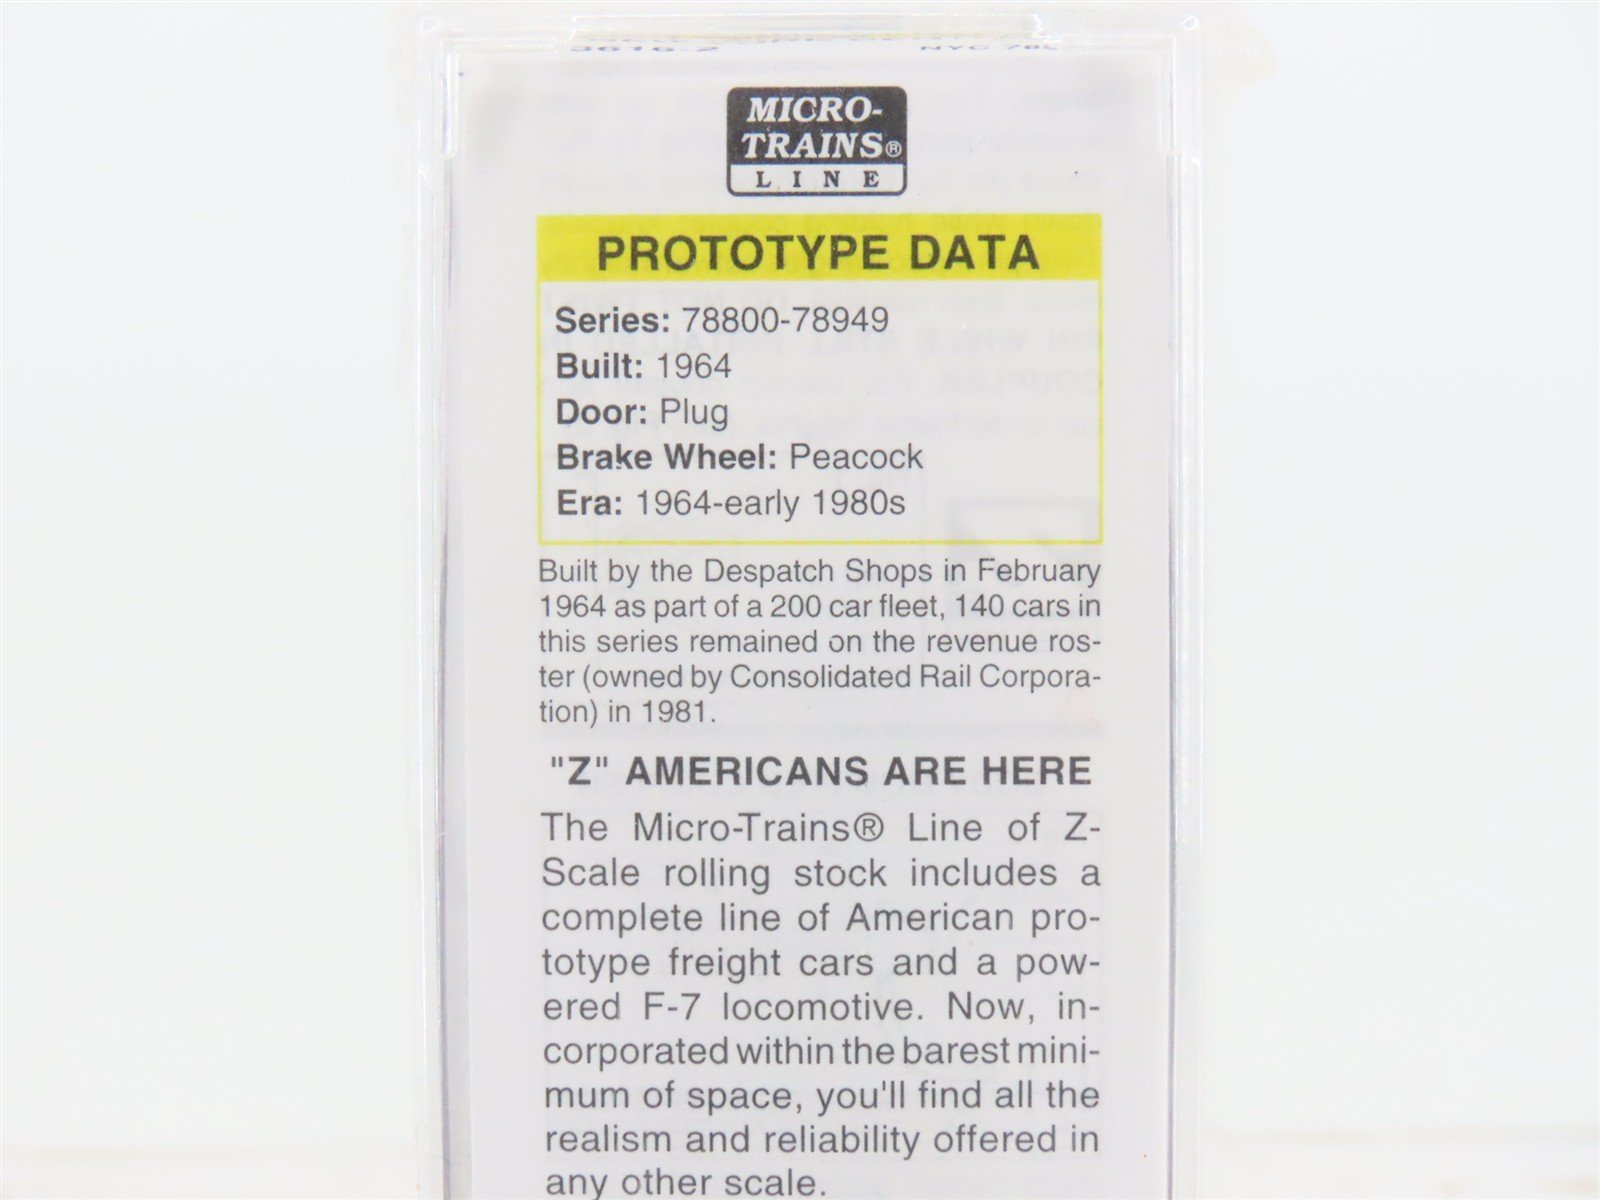 MICRO-
TRAINS®
LINE
PROTOTYPE DATA
Series: 78800-78949
Built: 1964
Door: Plug
Brake Wheel: Peacock
Era: 1964-early 1980s
Built by the Despatch Shops in February
1964 as part of a 200 car fleet, 140 cars in
this series remained on the revenue ros-
ter (owned by Consolidated Rail Corpora-
tion) in 1981.
"Z" AMERICANS ARE HERE
The Micro-Trains® Line of Z-
Scale rolling stock includes a
complete line of American pro-
totype freight cars and a pow-
ered F-7 locomotive. Now, in-
corporated within the barest mini-
mum of space, you'll find all the
realism and reliability offered in
any other scale.